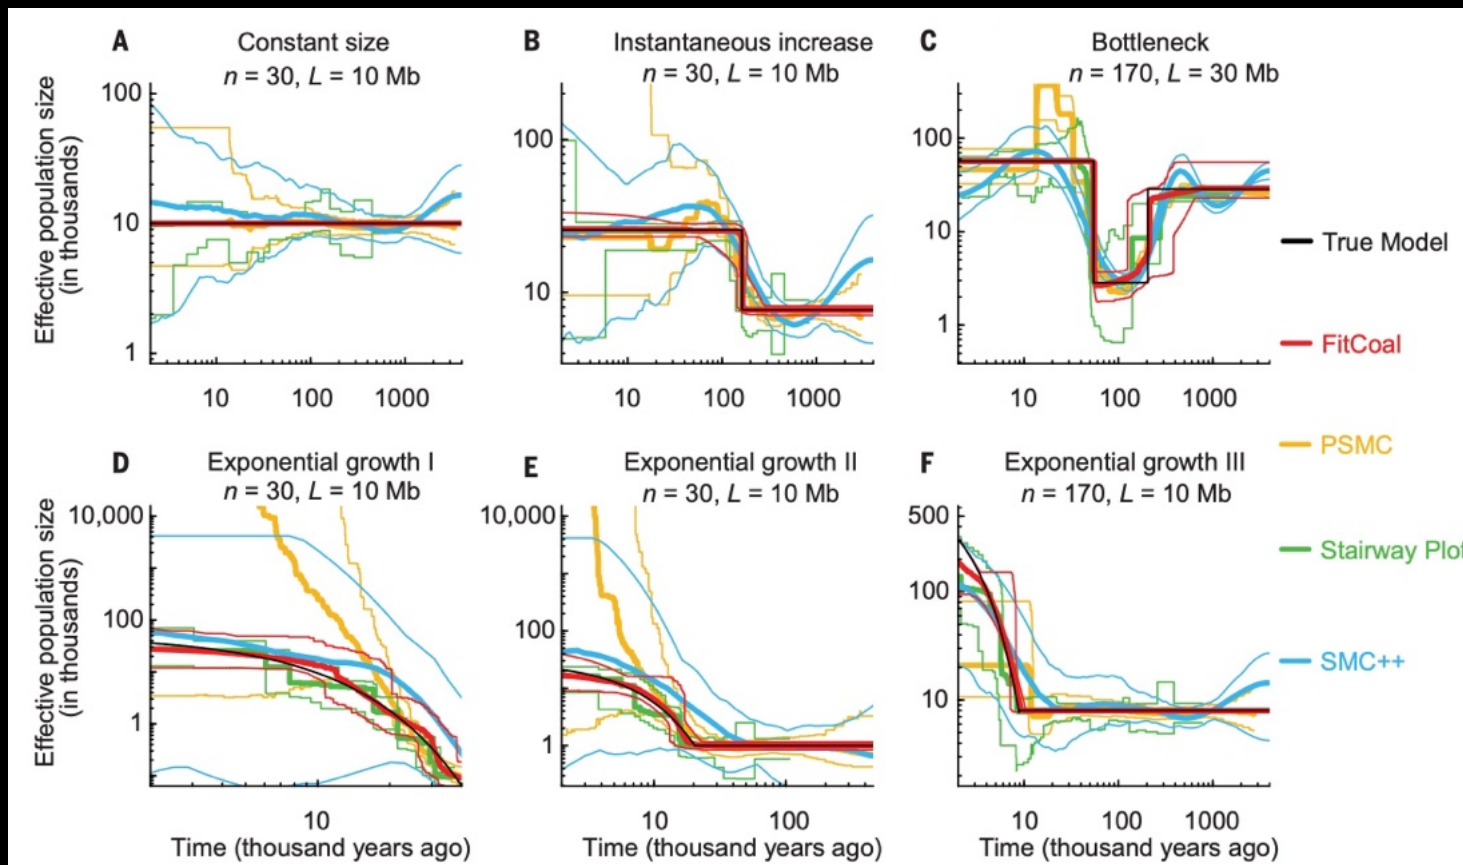 A
Constant size
n = 30, L = 10 Mb
Effective population size
(in thousands)
100
10
1
10
100
1000
B
Instantaneous increase
n = 30, L = 10 Mb
100
10
10
100
1000
C
Bottleneck
n = 170, L = 30 Mb
100
10
1
10
100
1000
True Model
FitCoal
PSMC
Stairway Plot
SMC++
D
Exponential growth I
n = 30, L = 10 Mb
Effective population size
(in thousands)
10,000
100
1
10
Time (thousand years ago)
E
Exponential growth II
n = 30, L = 10 Mb
10,000
100
1
10
100
Time (thousand years ago)
F
Exponential growth III
n = 170, L = 10 Mb
500
100
10
10
100
1000
Time (thousand years ago)